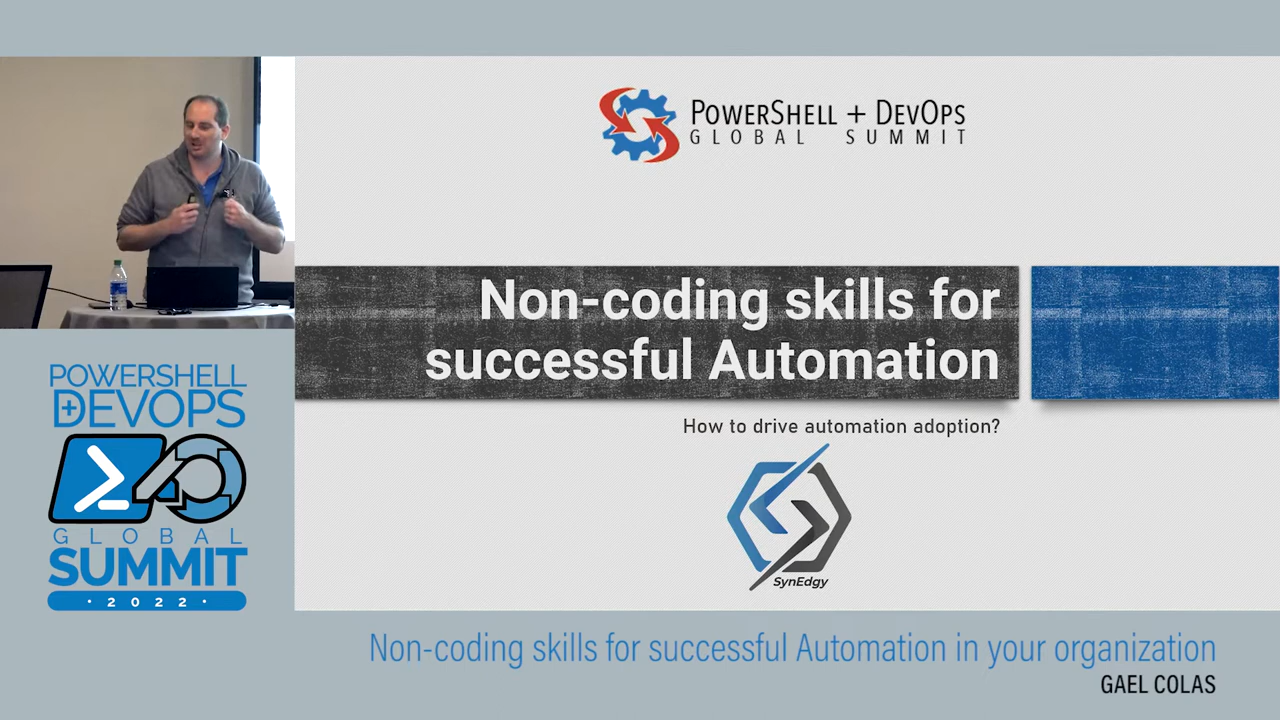 POWERSHELL + DEVOPS
GLOBAL SUMMIT
Non-coding skills for
successful Automation
How to drive automation adoption?
SynEdgy
POWERSHELL
+DEVOPS
GLOBAL
SUMMIT
· 2022 ·
Non-coding skills for successful Automation in your organization
GAEL COLAS